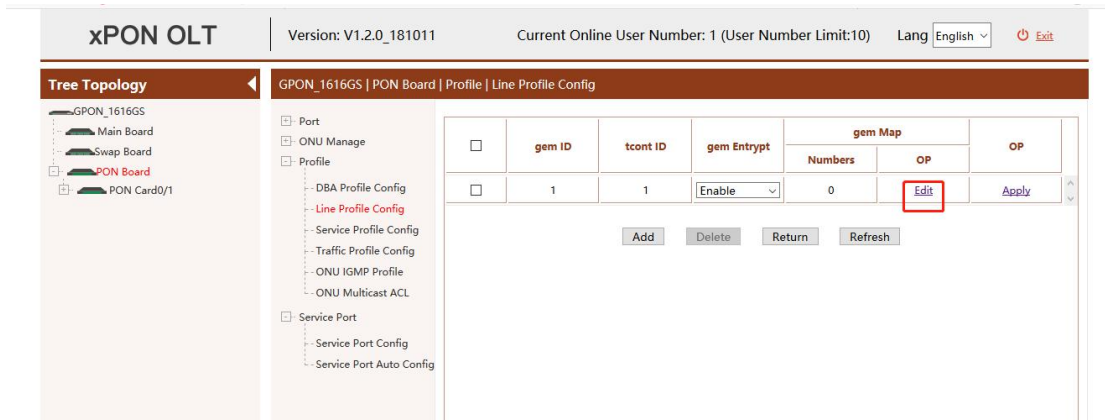 xPON OLT
Version: V1.2.0_181011
Current Online User Number: 1 (User Number Limit:10)
Lang English
Exit
Tree Topology
GPON_1616GS
Main Board
Swap Board
PON Board
PON Card0/1
GPON_1616GS | PON Board | Profile | Line Profile Config
Port
ONU Manage
Profile
DBA Profile Config
Line Profile Config
Service Profile Config
Traffic Profile Config
ONU IGMP Profile
ONU Multicast ACL
Service Port
Service Port Config
Service Port Auto Config
gem ID tcont ID gem Entrypt gem Map OP
Numbers OP
1 1 Enable 0 Edit Apply
Add Delete Return Refresh